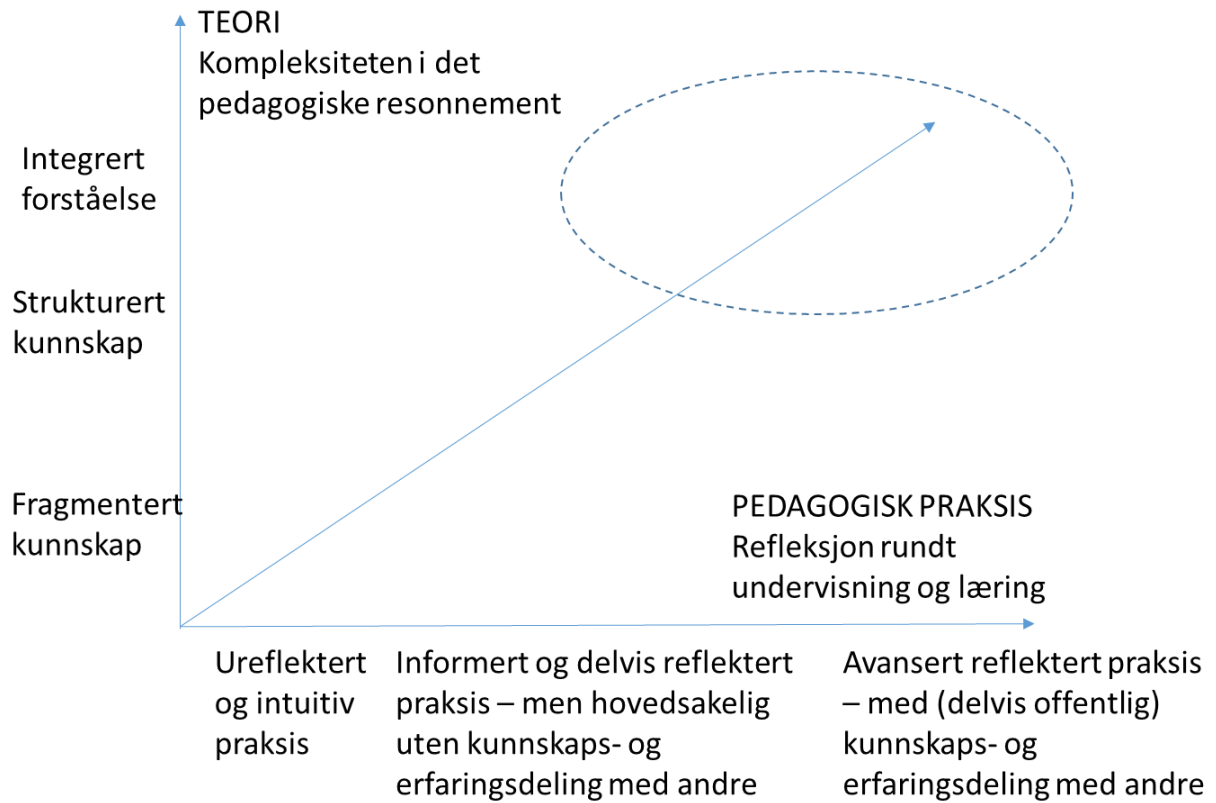 TEORI
Kompleksiteten i det
pedagogiske resonnement
Integrert
forståelse
Strukturert
kunnskap
Fragmentert
kunnskap
PEDAGOGISK PRAKSIS
Refleksjon rundt
undervisning og læring
Ureflektert
og intuitiv
praksis
Informert og delvis reflektert
praksis – men hovedsakelig
uten kunnskaps- og
erfaringsdeling med andre
Avansert reflektert praksis
– med (delvis offentlig)
kunnskaps- og
erfaringsdeling med andre